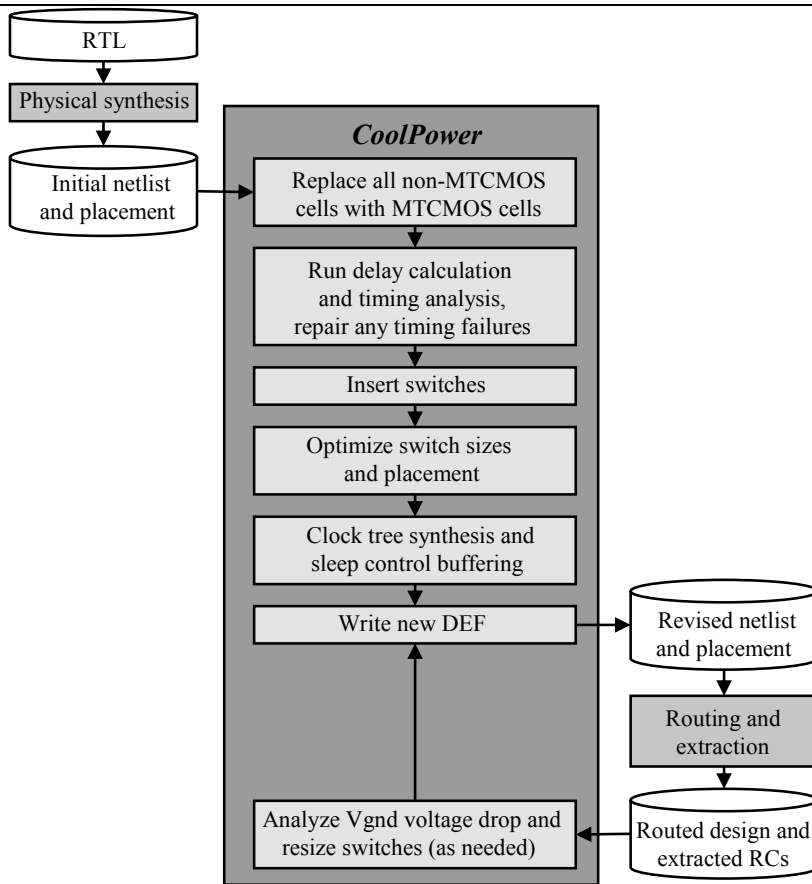 RTL
Physical synthesis
Initial netlist
and placement
CoolPower
Replace all non-MTCMOS
cells with MTCMOS cells
Run delay calculation
and timing analysis,
repair any timing failures
Insert switches
Optimize switch sizes
and placement
Clock tree synthesis and
sleep control buffering
Write new DEF
Revised netlist
and placement
Routing and
extraction
Routed design and
extracted RCs
Analyze Vgnd voltage drop and
resize switches (as needed)